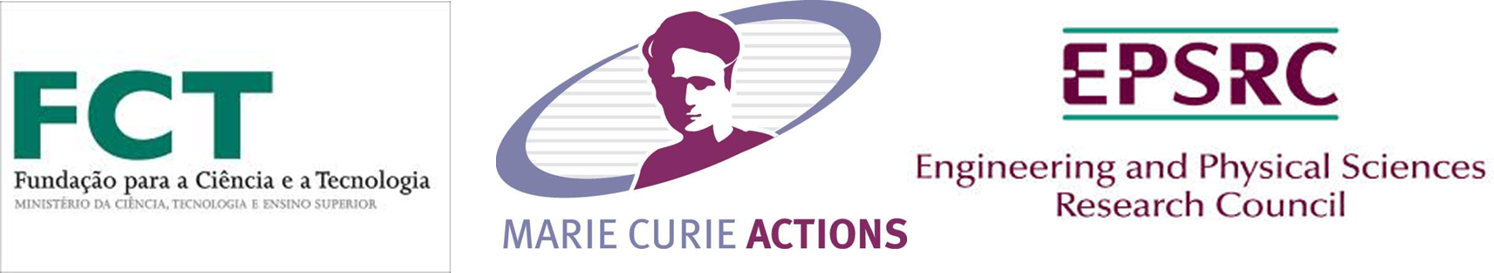 FCT
Fundação para a Ciência e a Tecnologia
MINISTÉRIO DA CIÊNCIA, TECNOLOGIA E ENSINO SUPERIOR
MARIE CURIE ACTIONS
EPSRC
Engineering and Physical Sciences
Research Council